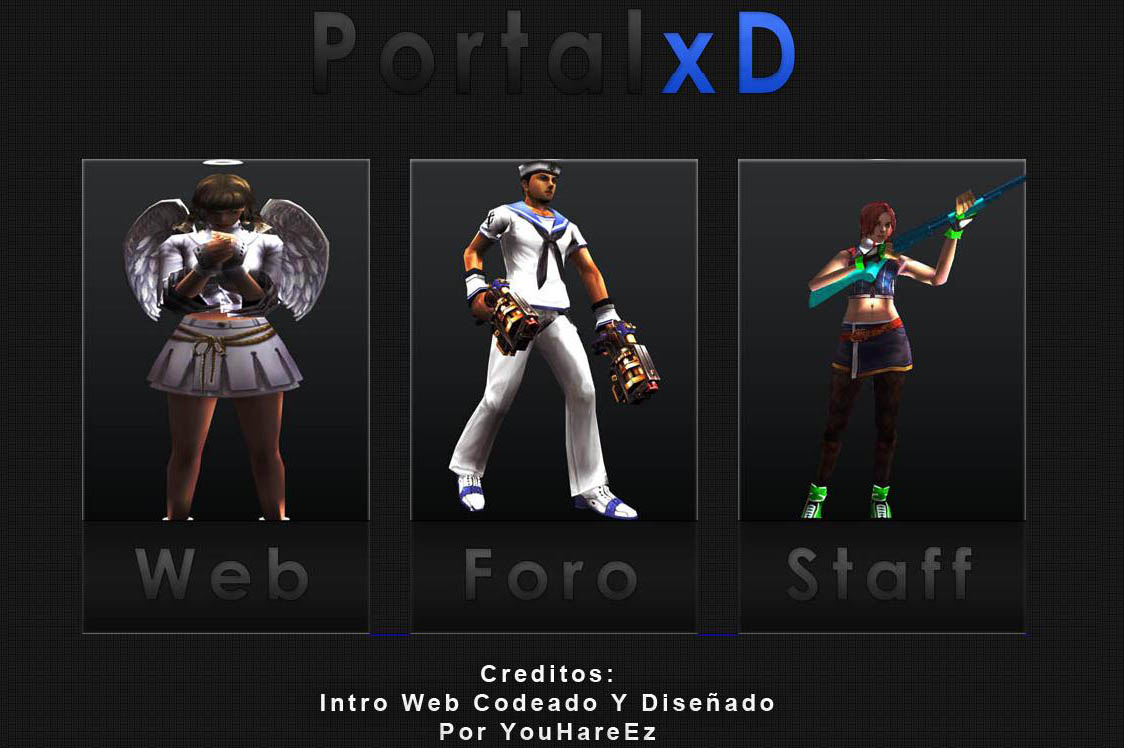 PortalxD
Web Foro Staff
Creditos:
Intro Web Codeado Y Diseñado
Por YouHareEz